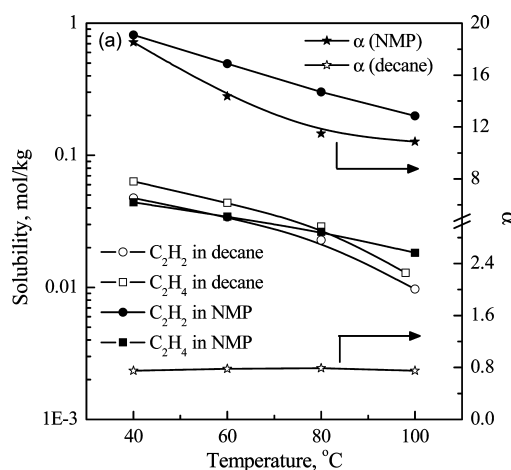 (a)
α (NMP)
α (decane)
1
0.1
0.01
1E-3
Solubility, mol/kg
C₂H₂ in decane
C₂H₄ in decane
C₂H₂ in NMP
C₂H₄ in NMP
20
16
12
8
2.4
1.6
0.8
0.0
α
40
60
80
100
Temperature, °C